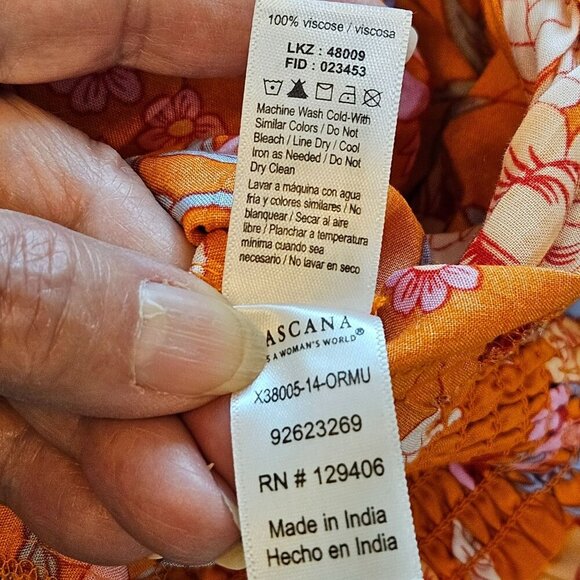 100% viscose / viscosa
LKZ : 48009
FID : 023453
Machine Wash Cold-With
Similar Colors / Do Not
Bleach / Line Dry / Cool
Iron as Needed / Do Not
Dry Clean
Lavar a máquina con agua
fría y colores similares / No
blanquear / Secar al aire
libre / Planchar a temperatura
mínima cuando sea
necesario / No lavar en seco
ASCANA
S A WOMAN'S WORLD®
X38005-14-ORMU
92623269
RN # 129406
Made in India
Hecho en India